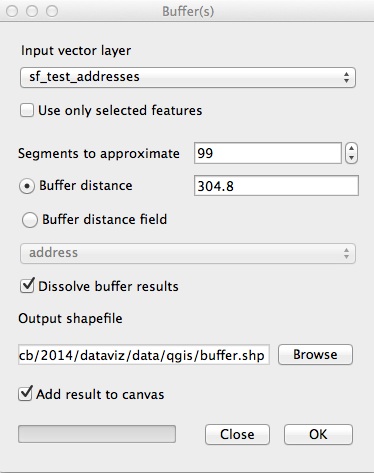 Buffer(s)
Input vector layer
sf_test_addresses
Use only selected features
Segments to approximate 99
Buffer distance 304.8
Buffer distance field
address
Dissolve buffer results
Output shapefile
cb/2014/dataviz/data/qgis/buffer.shp Browse
Add result to canvas
Close OK